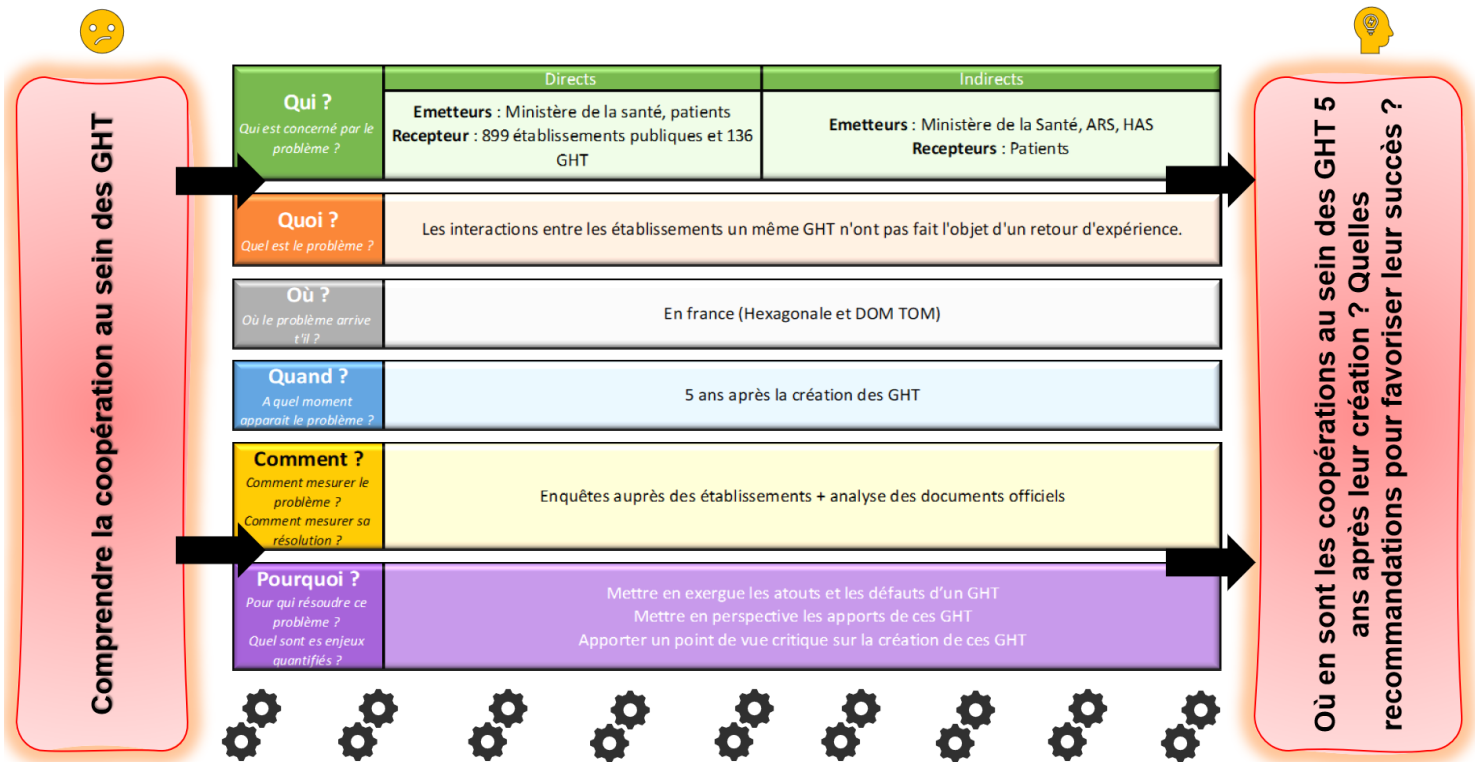 Comprendre la coopération au sein des GHT
Directs
Indirects
Qui ?
Qui est concerné par le
problème ?
Emetteurs : Ministère de la santé, patients
Recepteur : 899 établissements publiques et 136
GHT
Emetteurs : Ministère de la Santé, ARS, HAS
Recepteurs : Patients
Quoi ?
Quel est le problème ?
Les interactions entre les établissements un même GHT n'ont pas fait l'objet d'un retour d'expérience.
Où ?
Où le problème arrive
t'il ?
En france (Hexagonale et DOM TOM)
Quand ?
A quel moment
apparait le problème ?
5 ans après la création des GHT
Comment ?
Comment mesurer le
problème ?
Comment mesurer sa
résolution ?
Enquêtes auprès des établissements + analyse des documents officiels
Pourquoi ?
Pour qui résoudre ce
problème ?
Quel sont es enjeux
quantifiés ?
Mettre en exergue les atouts et les défauts d'un GHT
Mettre en perspective les apports de ces GHT
Apporter un point de vue critique sur la création de ces GHT
Où en sont les coopérations au sein des GHT 5
ans après leur création ? Quelles
recommandations pour favoriser leur succès ?